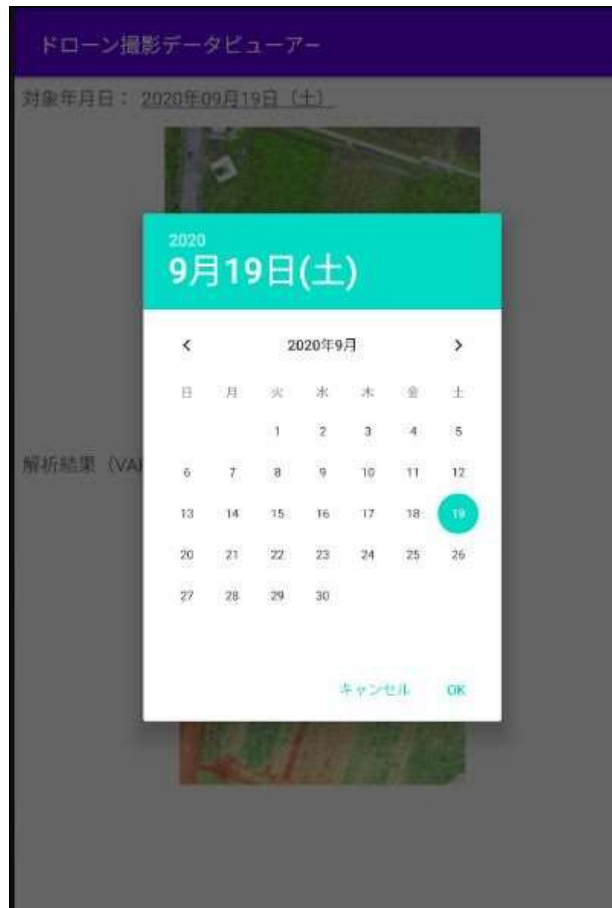 ドローン撮影データビューアー
対象年月日： 2020年09月19日（土）
2020
9月19日(土)
2020年9月
日 月 火 水 木 金 土
1 2 3 4 5
6 7 8 9 10 11 12
13 14 15 16 17 18 19
20 21 22 23 24 25 26
27 28 29 30
解析結果（VA
キャンセル OK